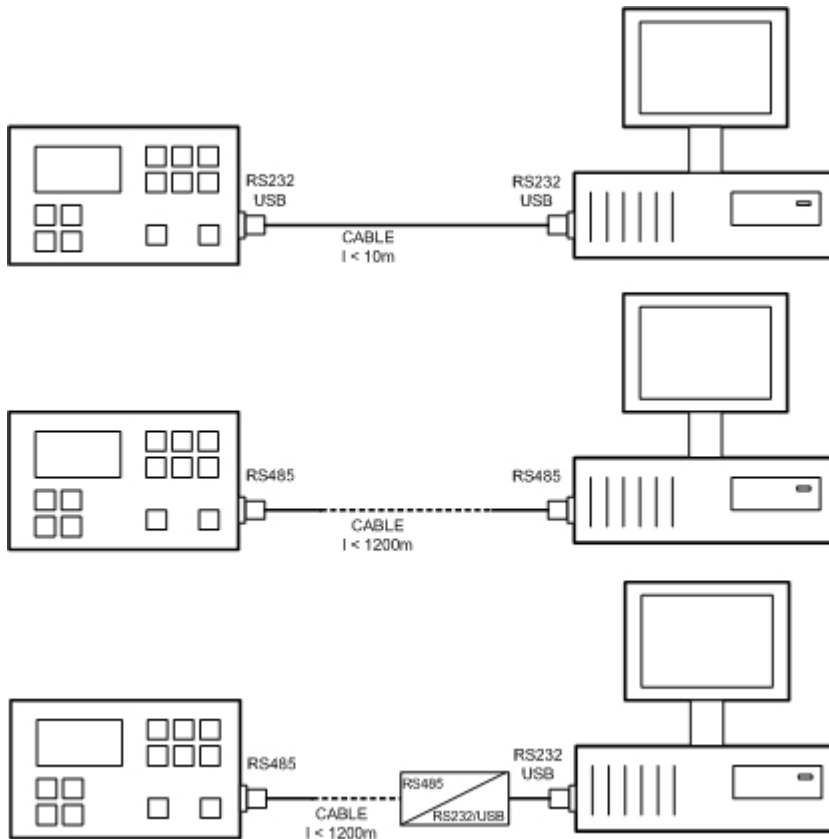 RS232
USB
RS232
USB
CABLE
l < 10m
RS485
RS485
CABLE
l < 1200m
RS485
RS232
USB
RS485
RS232/USB
CABLE
l < 1200m